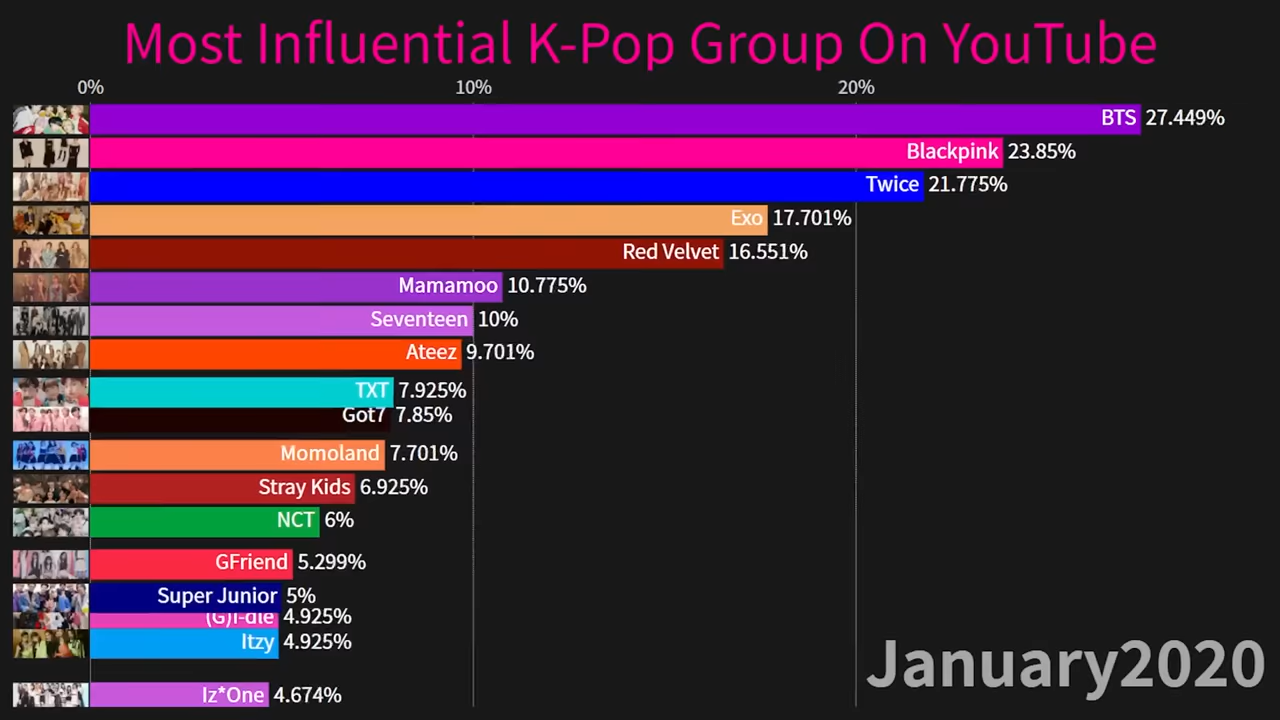 Most Influential K-Pop Group On YouTube
0% 10% 20%
BTS 27.449%
Blackpink 23.85%
Twice 21.775%
Exo 17.701%
Red Velvet 16.551%
Mamamoo 10.775%
Seventeen 10%
Ateez 9.701%
TXT 7.925%
Got7 7.85%
Momoland 7.701%
Stray Kids 6.925%
NCT 6%
GFriend 5.299%
Super Junior 5%
(G)I-dle 4.925%
Itzy 4.925%
Iz*One 4.674%
January2020